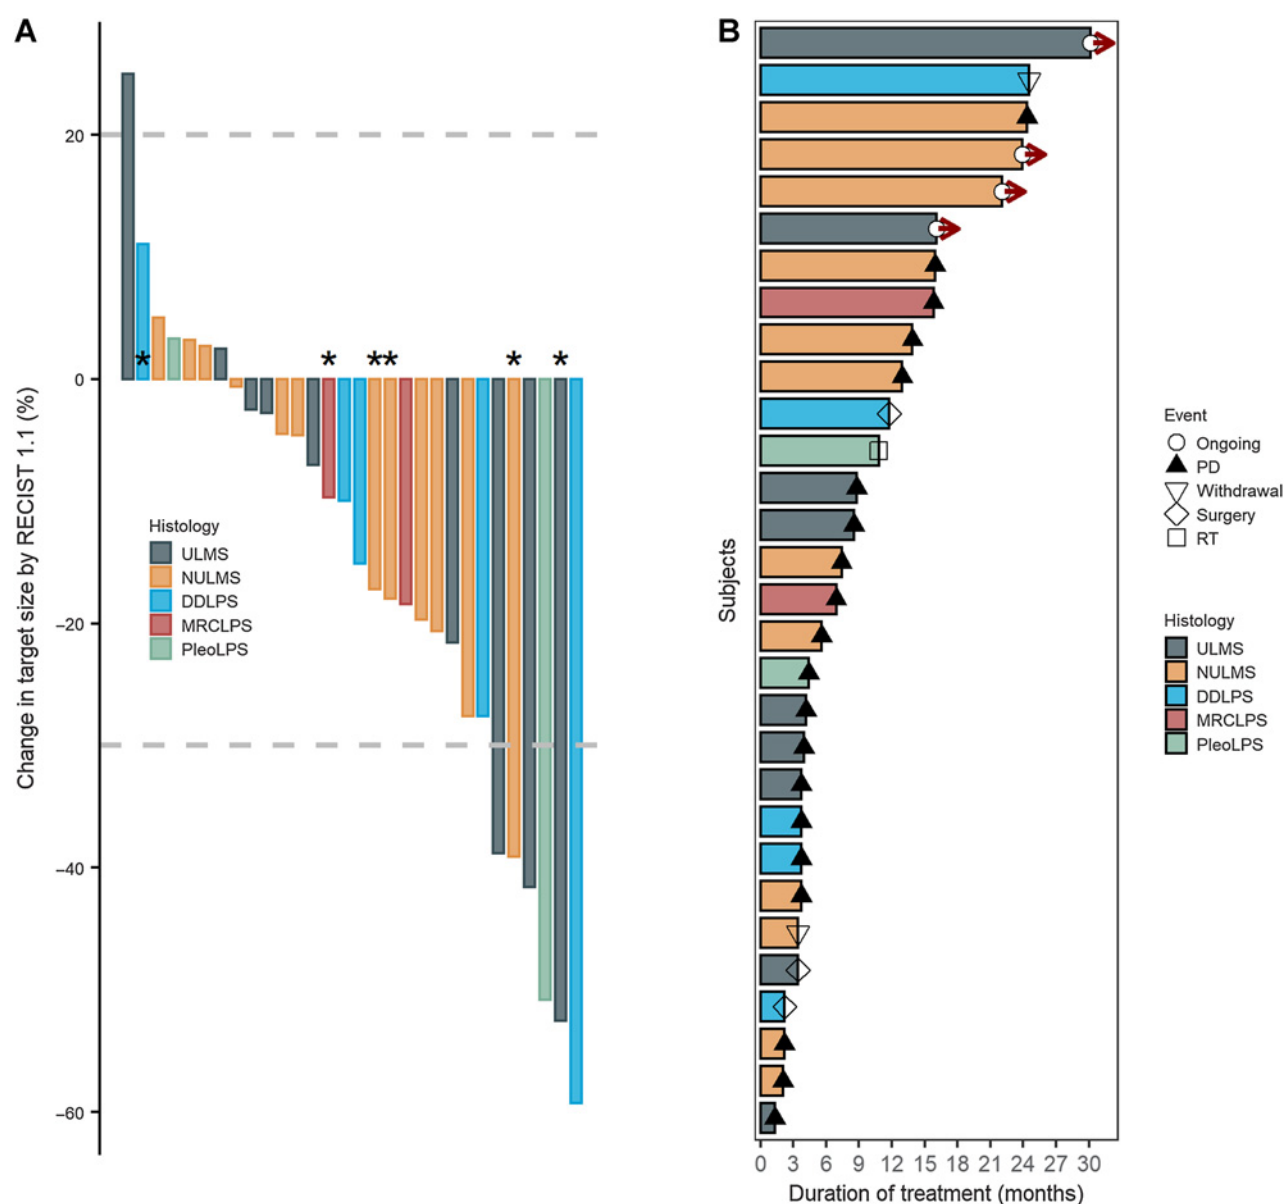 A
Change in target size by RECIST 1.1 (%)
20
0
−20
−40
−60
*
*
**
*
*
Histology
ULMS
NULMS
DDLPS
MRCLPS
PleoLPS
B
Subjects
0 3 6 9 12 15 18 21 24 27 30
Duration of treatment (months)
Event
Ongoing
PD
Withdrawal
Surgery
RT
Histology
ULMS
NULMS
DDLPS
MRCLPS
PleoLPS